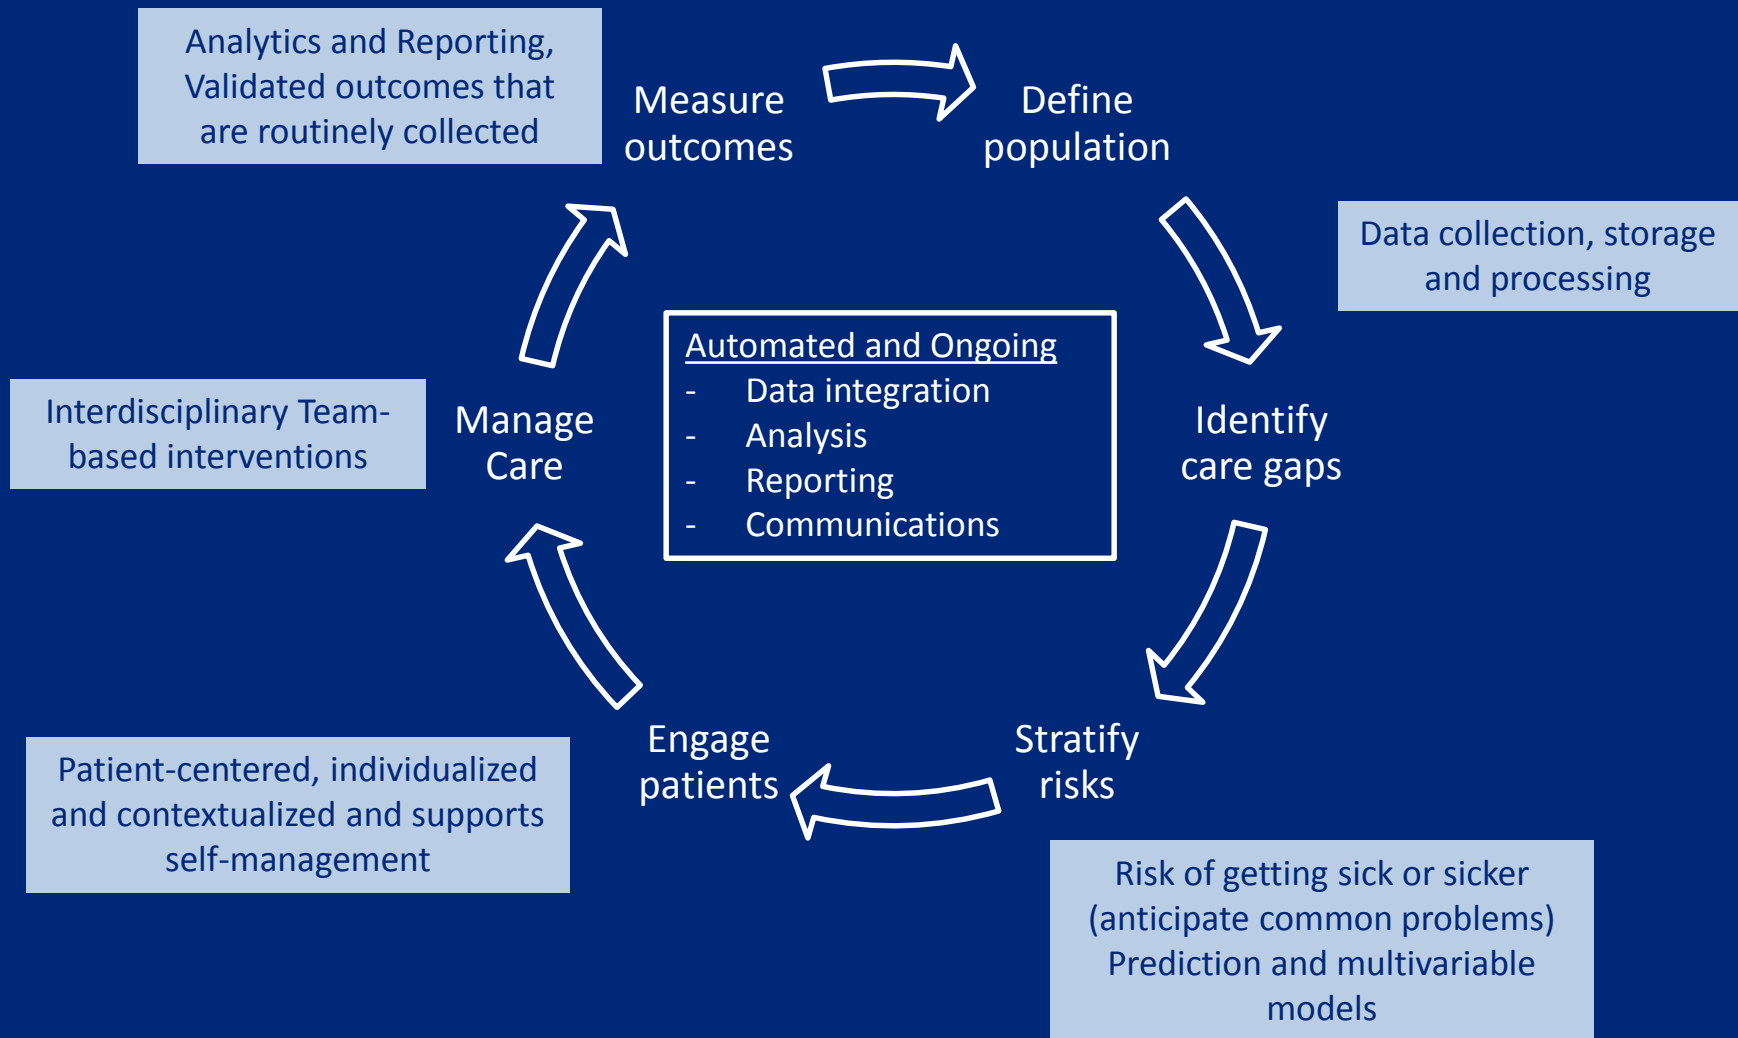 Analytics and Reporting,
Validated outcomes that
are routinely collected
Measure
outcomes
Define
population
Data collection, storage
and processing
Automated and Ongoing
- Data integration
- Analysis
- Reporting
- Communications
Interdisciplinary Team-
based interventions
Manage
Care
Identify
care gaps
Engage
patients
Stratify
risks
Patient-centered, individualized
and contextualized and supports
self-management
Risk of getting sick or sicker
(anticipate common problems)
Prediction and multivariable
models